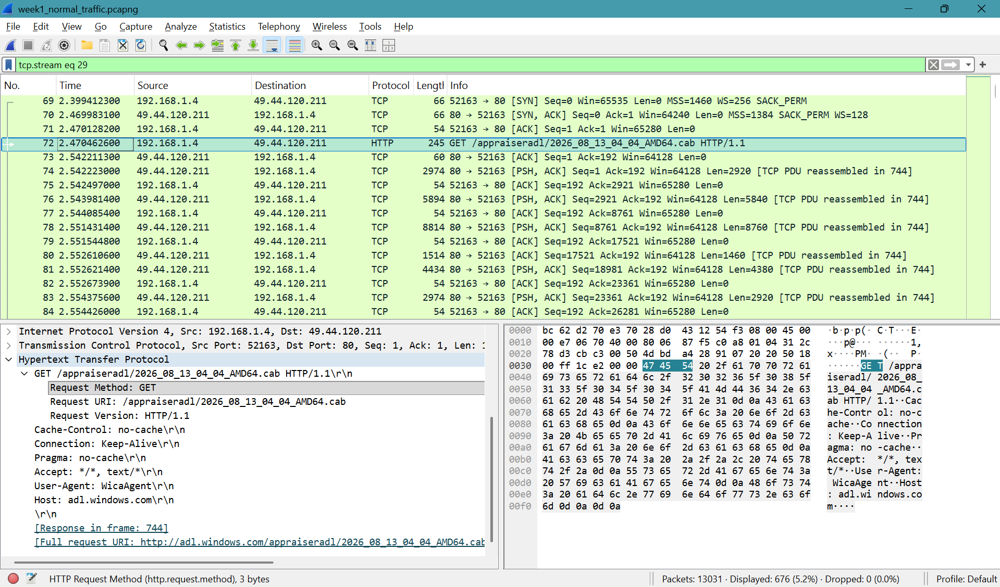 week1_normal_traffic.pcapng
File Edit View Go Capture Analyze Statistics Telephony Wireless Tools Help
tcp.stream eq 29
No. Time Source Destination Protocol Length Info
69 2.399412300 192.168.1.4 49.44.120.211 TCP 66 52163 → 80 [SYN] Seq=0 Win=65535 Len=0 MSS=1460 WS=256 SACK_PERM
70 2.469983100 49.44.120.211 192.168.1.4 TCP 66 80 → 52163 [SYN, ACK] Seq=0 Ack=1 Win=64240 Len=0 MSS=1384 SACK_PERM WS=128
71 2.470128200 192.168.1.4 49.44.120.211 TCP 54 52163 → 80 [ACK] Seq=1 Ack=1 Win=65280 Len=0
72 2.470462600 192.168.1.4 49.44.120.211 HTTP 245 GET /appraiseradl/2026_08_13_04_04_AMD64.cab HTTP/1.1
73 2.542211300 49.44.120.211 192.168.1.4 TCP 60 80 → 52163 [ACK] Seq=1 Ack=192 Win=64128 Len=0
74 2.542223000 49.44.120.211 192.168.1.4 TCP 2974 80 → 52163 [PSH, ACK] Seq=1 Ack=192 Win=64128 Len=2920 [TCP PDU reassembled in 744]
75 2.542497000 192.168.1.4 49.44.120.211 TCP 54 52163 → 80 [ACK] Seq=192 Ack=2921 Win=65280 Len=0
76 2.543981400 49.44.120.211 192.168.1.4 TCP 5894 80 → 52163 [PSH, ACK] Seq=2921 Ack=192 Win=64128 Len=5840 [TCP PDU reassembled in 744]
77 2.544085400 192.168.1.4 49.44.120.211 TCP 54 52163 → 80 [ACK] Seq=192 Ack=8761 Win=65280 Len=0
78 2.551431400 49.44.120.211 192.168.1.4 TCP 8814 80 → 52163 [PSH, ACK] Seq=8761 Ack=192 Win=64128 Len=8760 [TCP PDU reassembled in 744]
79 2.551544800 192.168.1.4 49.44.120.211 TCP 54 52163 → 80 [ACK] Seq=192 Ack=17521 Win=65280 Len=0
80 2.552610600 49.44.120.211 192.168.1.4 TCP 1514 80 → 52163 [ACK] Seq=17521 Ack=192 Win=64128 Len=1460 [TCP PDU reassembled in 744]
81 2.552621400 49.44.120.211 192.168.1.4 TCP 4434 80 → 52163 [PSH, ACK] Seq=18981 Ack=192 Win=64128 Len=4380 [TCP PDU reassembled in 744]
82 2.552673900 192.168.1.4 49.44.120.211 TCP 54 52163 → 80 [ACK] Seq=192 Ack=23361 Win=65280 Len=0
83 2.554375600 49.44.120.211 192.168.1.4 TCP 2974 80 → 52163 [PSH, ACK] Seq=23361 Ack=192 Win=64128 Len=2920 [TCP PDU reassembled in 744]
84 2.554426000 192.168.1.4 49.44.120.211 TCP 54 52163 → 80 [ACK] Seq=192 Ack=26281 Win=65280 Len=0
Internet Protocol Version 4, Src: 192.168.1.4, Dst: 49.44.120.211
Transmission Control Protocol, Src Port: 52163, Dst Port: 80, Seq: 1, Ack: 1, Len: 1
Hypertext Transfer Protocol
GET /appraiseradl/2026_08_13_04_04_AMD64.cab HTTP/1.1\r\n
Request Method: GET
Request URI: /appraiseradl/2026_08_13_04_04_AMD64.cab
Request Version: HTTP/1.1
Cache-Control: no-cache\r\n
Connection: Keep-Alive\r\n
Pragma: no-cache\r\n
Accept: */*, text/*\r\n
User-Agent: WicaAgent\r\n
Host: adl.windows.com\r\n
\r\n
[Response in frame: 744]
[Full request URI: http://adl.windows.com/appraiseradl/2026_08_13_04_04_AMD64.cab
0000 bc 62 d2 70 e3 70 28 d0 43 12 54 f3 08 00 45 00 ·b·p·p(· C·T···E·
0010 00 e7 06 70 40 00 80 06 87 f5 c0 a8 01 04 31 2c ···p@··· ······1,
0020 78 d3 cb c3 00 50 4d bd a4 28 91 07 20 20 50 18 x····PM· ·(··  P·
0030 00 ff 1c e2 00 00 47 45 54 20 2f 61 70 70 72 61 ······GE T /appra
0040 69 73 65 72 61 64 6c 2f 32 30 32 36 5f 30 38 5f iseradl/ 2026_08_
0050 31 33 5f 30 34 5f 30 34 5f 41 4d 44 36 34 2e 63 13_04_04 _AMD64.c
0060 61 62 20 48 54 54 50 2f 31 2e 31 0d 0a 43 61 63 ab HTTP/ 1.1··Cac
0070 68 65 2d 43 6f 6e 74 72 6f 6c 3a 20 6e 6f 2d 63 he-Contr ol: no-c
0080 61 63 68 65 0d 0a 43 6f 6e 6e 65 63 74 69 6f 6e ache··Co nnection
0090 3a 20 4b 65 65 70 2d 41 6c 69 76 65 0d 0a 50 72 : Keep-A live··Pr
00a0 61 67 6d 61 3a 20 6e 6f 2d 63 61 63 68 65 0d 0a agma: no -cache··
00b0 41 63 63 65 70 74 3a 20 2a 2f 2a 2c 20 74 65 78 Accept:  */*, tex
00c0 74 2f 2a 0d 0a 55 73 65 72 2d 41 67 65 6e 74 3a t/*··Use r-Agent:
00d0 20 57 69 63 61 41 67 65 6e 74 0d 0a 48 6f 73 74  WicaAge nt··Host
00e0 3a 20 61 64 6c 2e 77 69 6e 64 6f 77 73 2e 63 6f : adl.wi ndows.co
00f0 6d 0d 0a 0d 0a m····
HTTP Request Method (http.request.method), 3 bytes
Packets: 13031 · Displayed: 676 (5.2%) · Dropped: 0 (0.0%)
Profile: Default